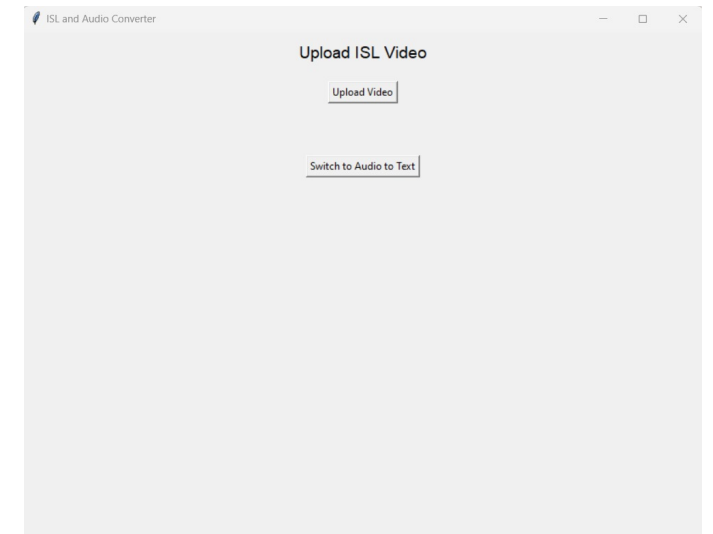 ISL and Audio Converter
Upload ISL Video
Upload Video
Switch to Audio to Text